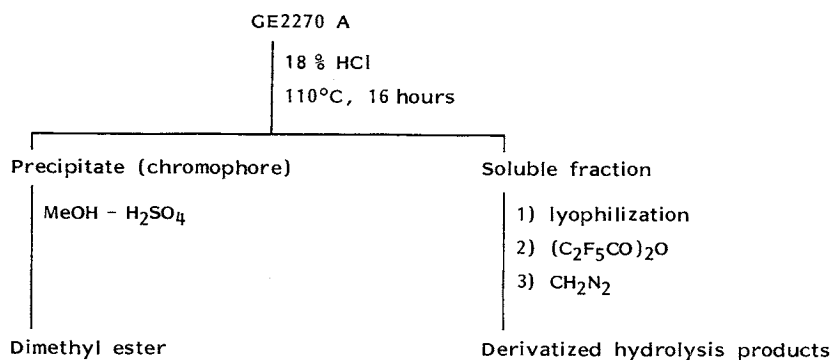 GE2270 A
18 % HCl
110°C, 16 hours
Precipitate (chromophore)
Soluble fraction
MeOH - H2SO4
1) lyophilization
2) (C2F5CO)2O
3) CH2N2
Dimethyl ester
Derivatized hydrolysis products